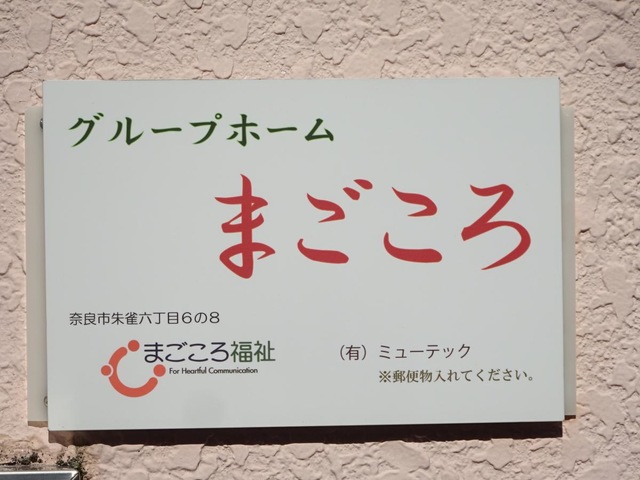 グループホーム
まごころ
奈良市朱雀六丁目6の8
まごころ福祉
For Heartful Communication
（有）ミューテック
※郵便物入れてください。